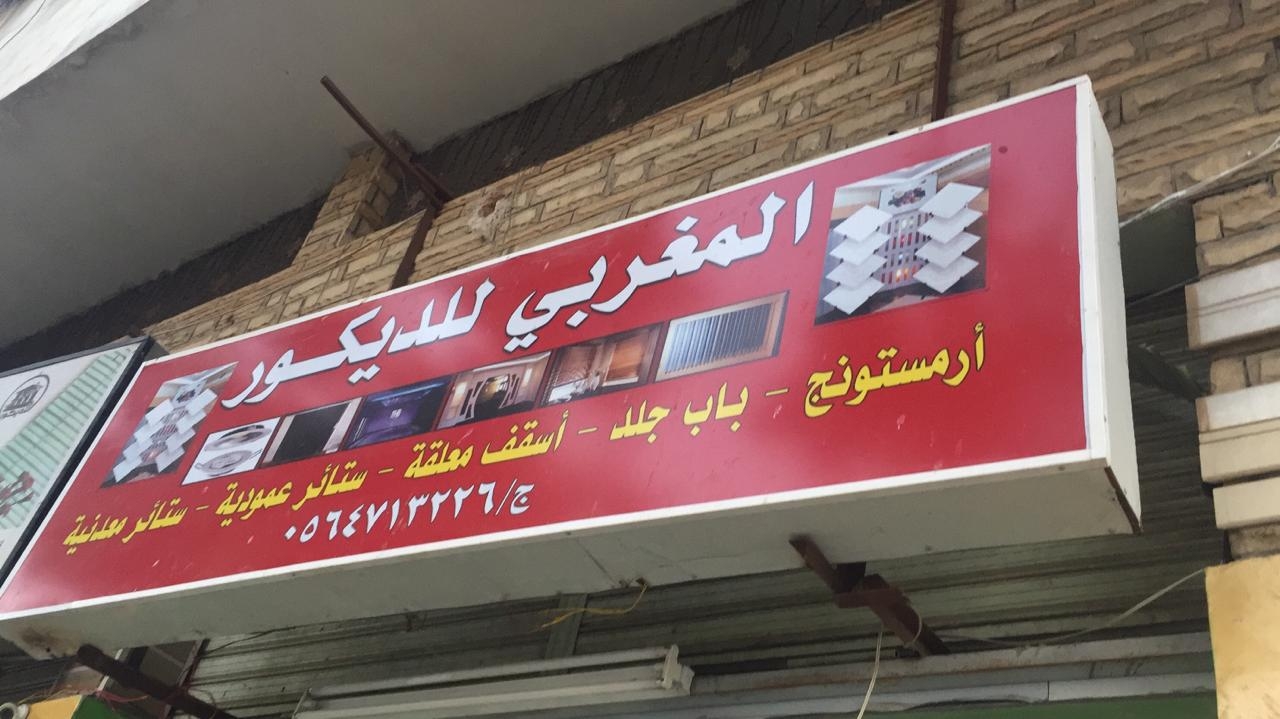 المغربي للديكور
أرمستونج - باب جلد - أسقف معلقة - ستائر عمودية - ستائر معدنية
ج/٠٥٦٤٧١٣٢٢٦